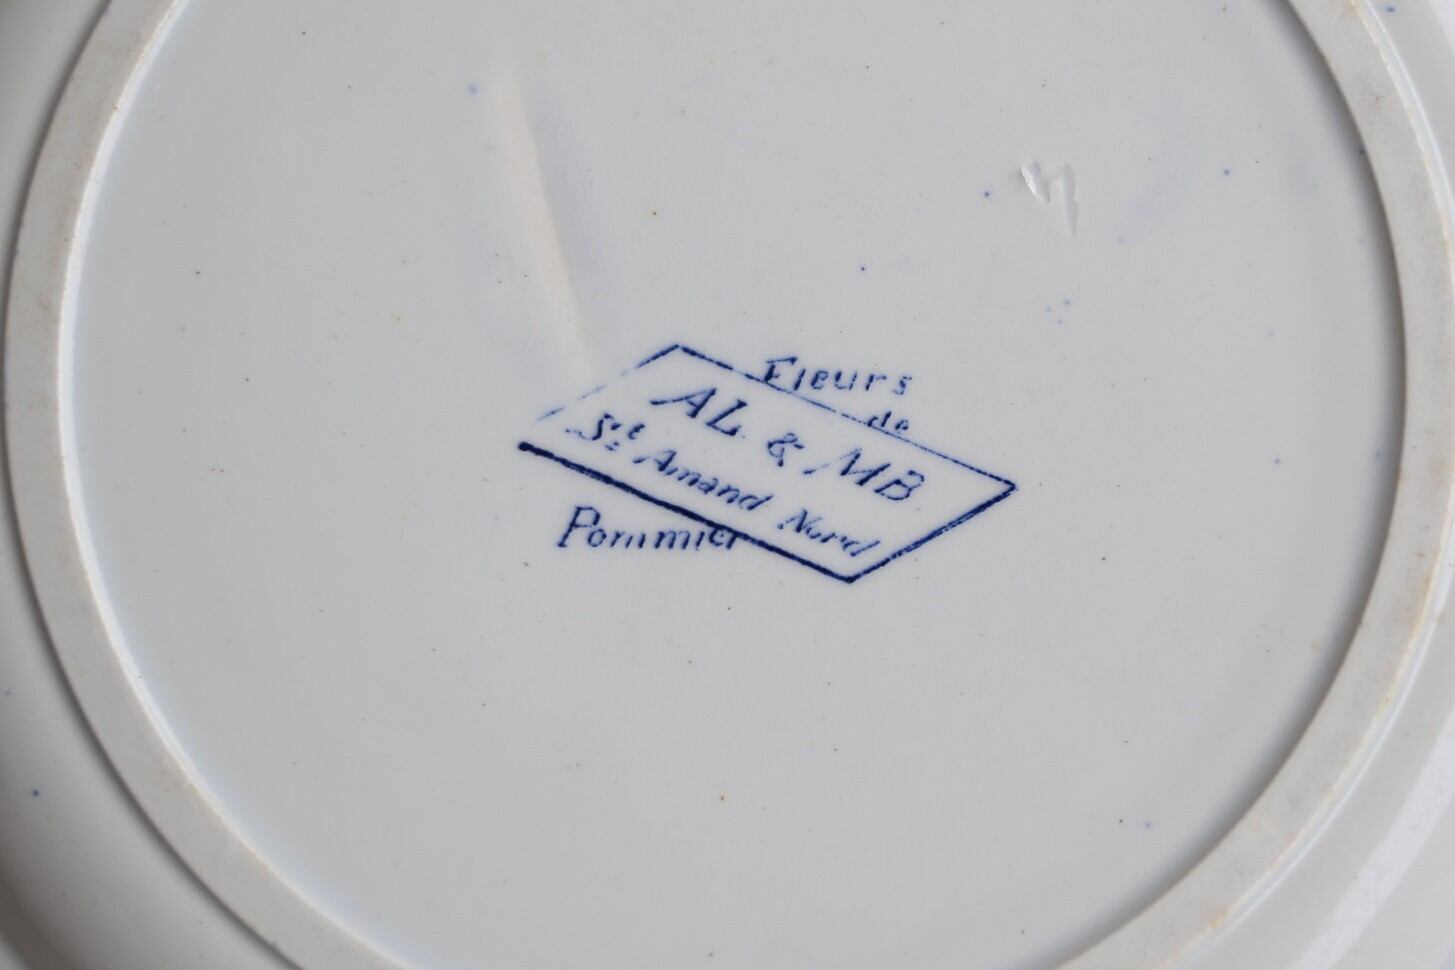 Fleurs
de
AL & MB
St Amand Nord
Pommier